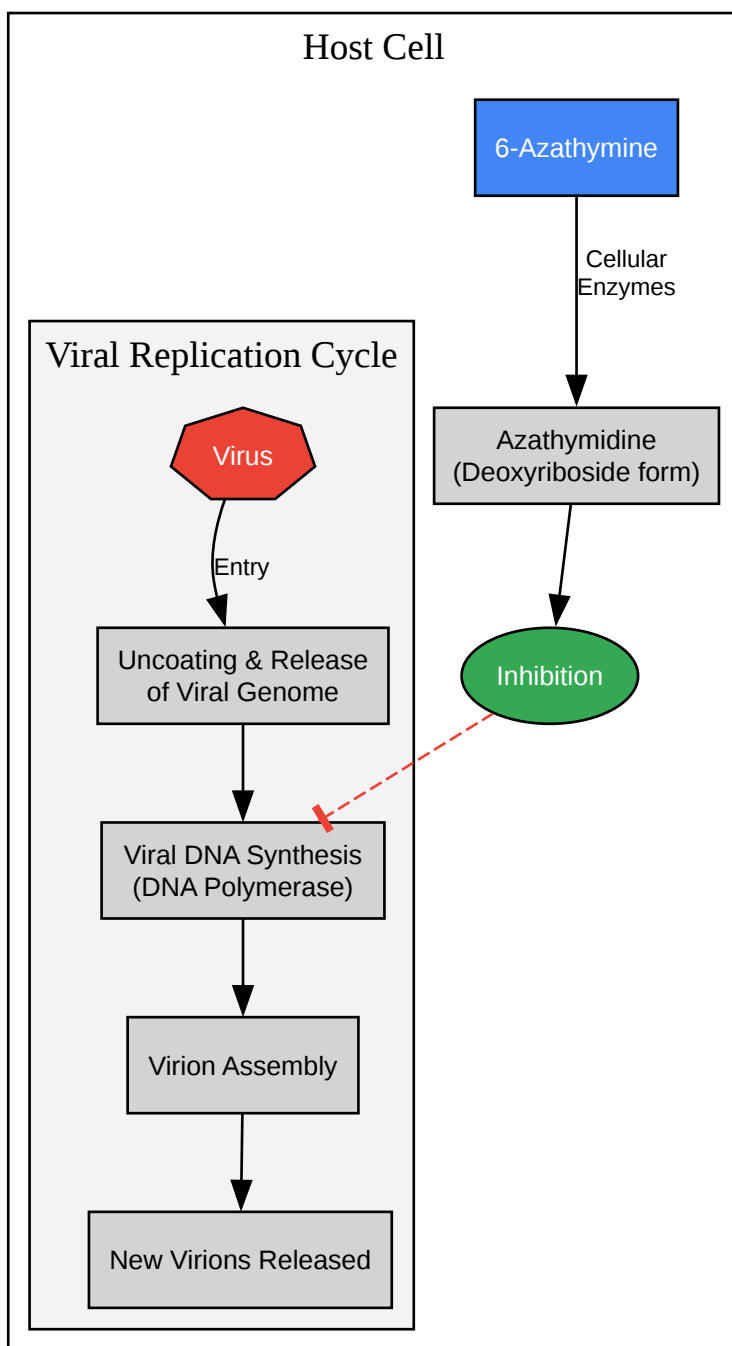 Host Cell
6-Azathymine
Cellular
Enzymes
Viral Replication Cycle
Virus
Azathymidine
(Deoxyriboside form)
Entry
Uncoating & Release
of Viral Genome
Inhibition
Viral DNA Synthesis
(DNA Polymerase)
Virion Assembly
New Virions Released